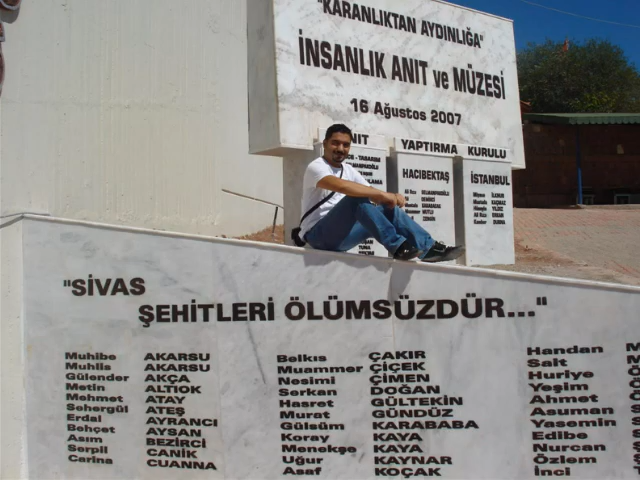 "KARANLIKTAN AYDINLIĞA"
İNSANLIK ANIT ve MÜZESİ
16 Ağustos 2007
ANIT YAPTIRMA KURULU
HACIBEKTAŞ
İSTANBUL
"SİVAS
ŞEHİTLERİ ÖLÜMSÜZDÜR..."
Muhibe AKARSU
Muhlis AKARSU
Gülender AKÇA
Metin ALTIOK
Mehmet ATAY
Sehergül ATEŞ
Erdal AYRANCI
Behçet AYSAN
Asım BEZİRCİ
Serpil CANİK
Carina CUANNA
Belkıs ÇAKIR
Muammer ÇİÇEK
Nesimi ÇİMEN
Serkan DOĞAN
Hasret GÜLTEKİN
Murat GÜNDÜZ
Gülsüm KARABABA
Koray KAYA
Menekşe KAYA
Uğur KAYNAR
Asaf KOÇAK
Handan
Sait
Huriye
Yeşim
Ahmet
Asuman
Yasemin
Edibe
Nurcan
Özlem
İnci